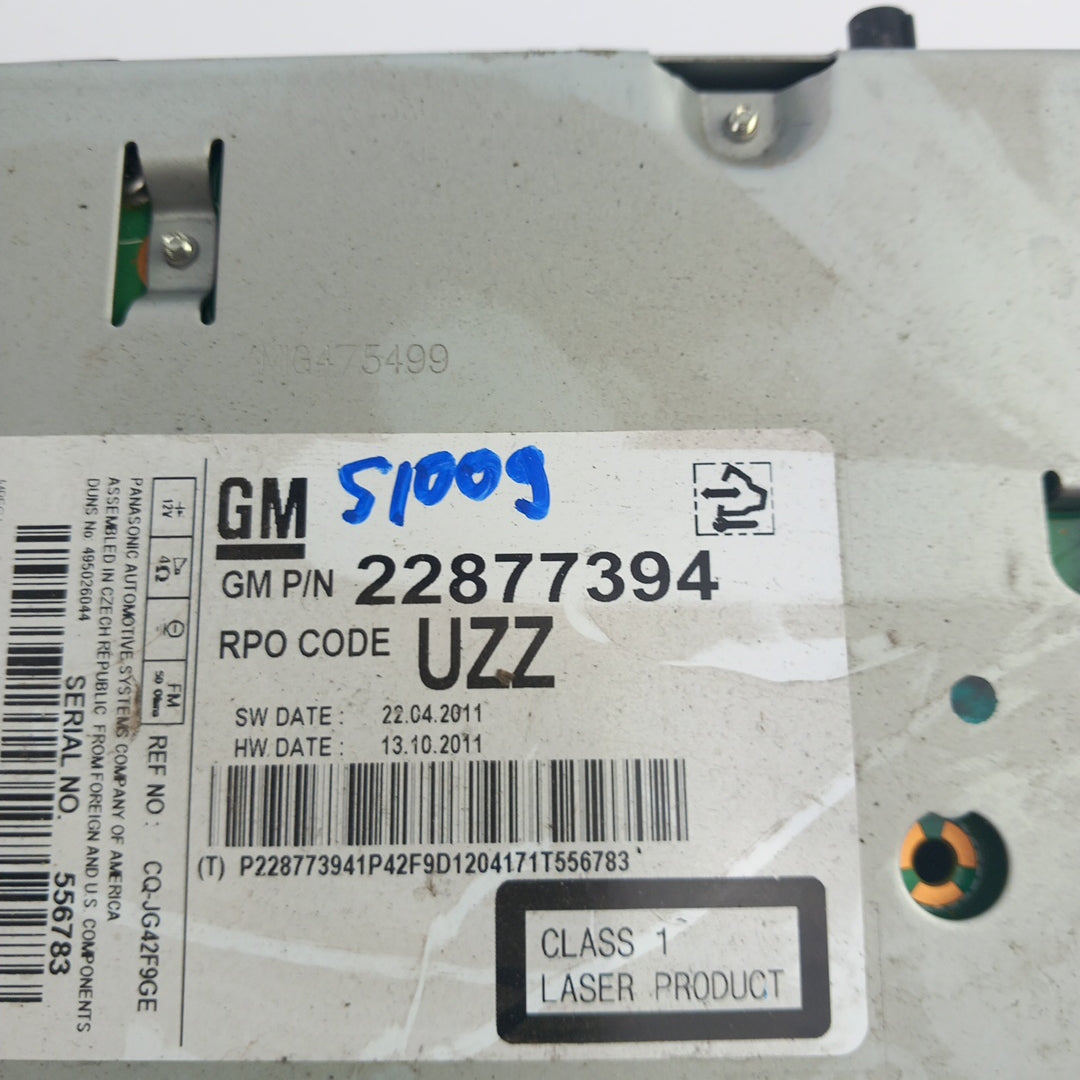 MIG475499
GM
51009
GM P/N 22877394
RPO CODE UZZ
SW DATE : 22.04.2011
HW DATE : 13.10.2011
(T) P228773941P42F9D1204171T556783
CLASS 1
LASER PRODUCT
12V
4Ω
FM
50 Ohms
REF NO : CQ-JG42F9GE
PANASONIC AUTOMOTIVE SYSTEMS COMPANY OF AMERICA
ASSEMBLED IN CZECH REPUBLIC FROM FOREIGN AND U.S. COMPONENTS
DUNS No 495026044
SERIAL NO. 556783